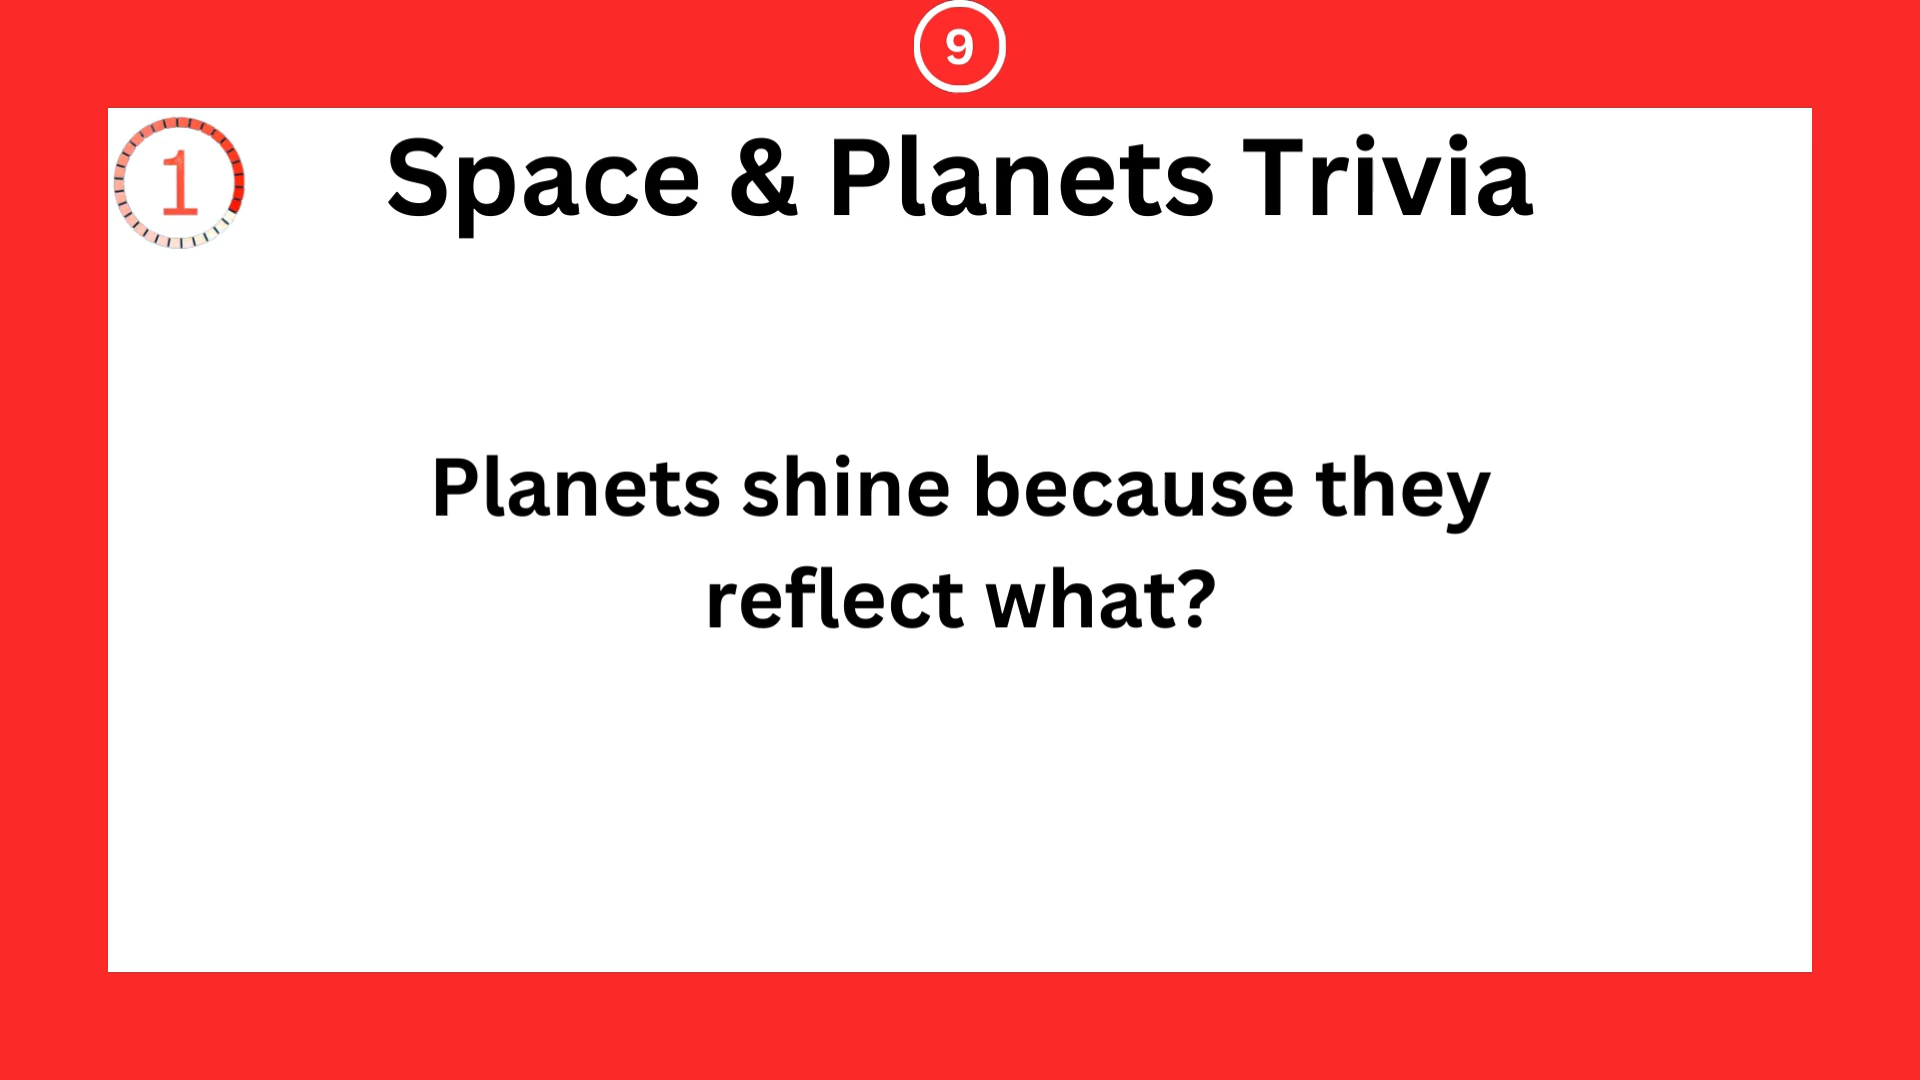 9
1
Space & Planets Trivia
Planets shine because they
reflect what?